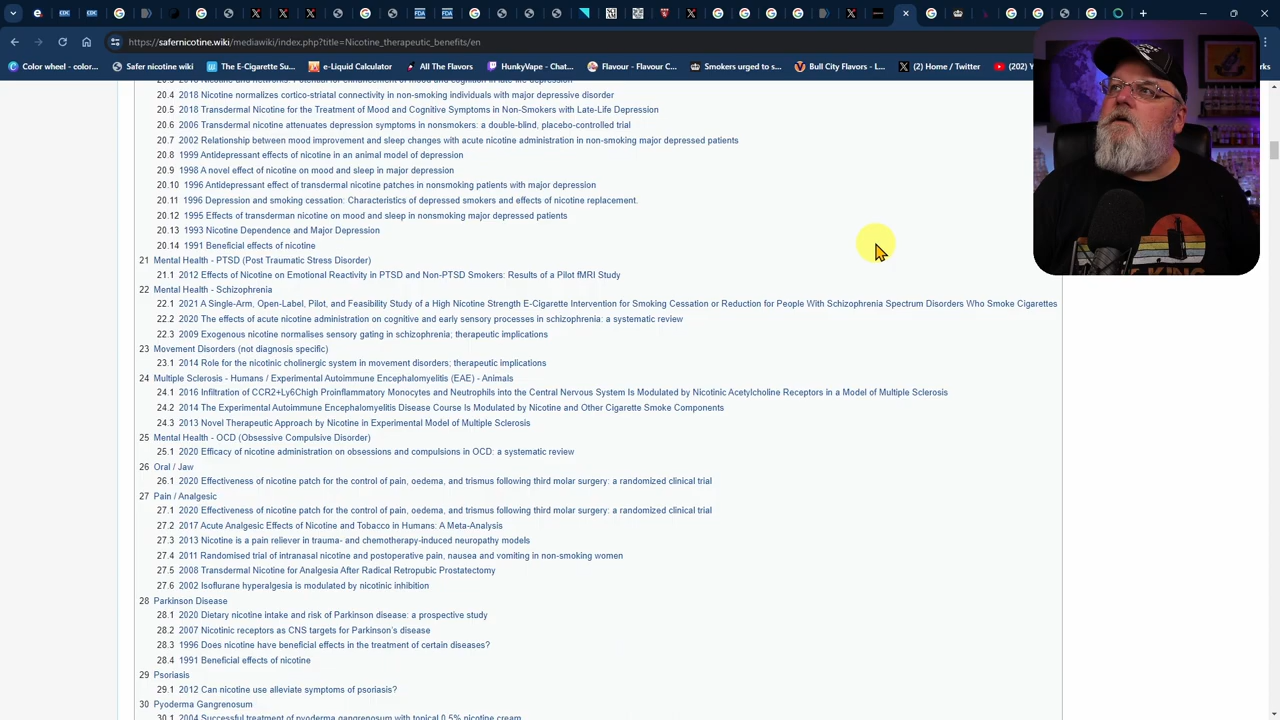 CDC
FDA
CDC
FDA
https://safernicotine.wiki/mediawiki/index.php?title=Nicotine_therapeutic_benefits/en
Color wheel - color...
Safer nicotine wiki
The E-Cigarette Su...
e-Liquid Calculator
All The Flavors
HunkyVape - Chat...
Flavour – Flavour C...
Smokers urged to s...
Bull City Flavors - L...
(2) Home / Twitter
20.4 2018 Nicotine normalizes cortico-striatal connectivity in non-smoking individuals with major depressive disorder
20.5 2018 Transdermal Nicotine for the Treatment of Mood and Cognitive Symptoms in Non-Smokers with Late-Life Depression
20.6 2006 Transdermal nicotine attenuates depression symptoms in nonsmokers: a double-blind, placebo-controlled trial
20.7 2002 Relationship between mood improvement and sleep changes with acute nicotine administration in non-smoking major depressed patients
20.8 1999 Antidepressant effects of nicotine in an animal model of depression
20.9 1998 A novel effect of nicotine on mood and sleep in major depression
20.10 1996 Antidepressant effect of transdermal nicotine patches in nonsmoking patients with major depression
20.11 1996 Depression and smoking cessation: Characteristics of depressed smokers and effects of nicotine replacement.
20.12 1995 Effects of transderman nicotine on mood and sleep in nonsmoking major depressed patients
20.13 1993 Nicotine Dependence and Major Depression
20.14 1991 Beneficial effects of nicotine
21 Mental Health - PTSD (Post Traumatic Stress Disorder)
21.1 2012 Effects of Nicotine on Emotional Reactivity in PTSD and Non-PTSD Smokers: Results of a Pilot fMRI Study
22 Mental Health - Schizophrenia
22.1 2021 A Single-Arm, Open-Label, Pilot, and Feasibility Study of a High Nicotine Strength E-Cigarette Intervention for Smoking Cessation or Reduction for People With Schizophrenia Spectrum Disorders Who Smoke Cigarettes
22.2 2020 The effects of acute nicotine administration on cognitive and early sensory processes in schizophrenia: a systematic review
22.3 2009 Exogenous nicotine normalises sensory gating in schizophrenia; therapeutic implications
23 Movement Disorders (not diagnosis specific)
23.1 2014 Role for the nicotinic cholinergic system in movement disorders; therapeutic implications
24 Multiple Sclerosis - Humans / Experimental Autoimmune Encephalomyelitis (EAE) - Animals
24.1 2016 Infiltration of CCR2+Ly6Chigh Proinflammatory Monocytes and Neutrophils into the Central Nervous System Is Modulated by Nicotinic Acetylcholine Receptors in a Model of Multiple Sclerosis
24.2 2014 The Experimental Autoimmune Encephalomyelitis Disease Course Is Modulated by Nicotine and Other Cigarette Smoke Components
24.3 2013 Novel Therapeutic Approach by Nicotine in Experimental Model of Multiple Sclerosis
25 Mental Health - OCD (Obsessive Compulsive Disorder)
25.1 2020 Efficacy of nicotine administration on obsessions and compulsions in OCD: a systematic review
26 Oral / Jaw
26.1 2020 Effectiveness of nicotine patch for the control of pain, oedema, and trismus following third molar surgery: a randomized clinical trial
27 Pain / Analgesic
27.1 2020 Effectiveness of nicotine patch for the control of pain, oedema, and trismus following third molar surgery: a randomized clinical trial
27.2 2017 Acute Analgesic Effects of Nicotine and Tobacco in Humans: A Meta-Analysis
27.3 2013 Nicotine is a pain reliever in trauma- and chemotherapy-induced neuropathy models
27.4 2011 Randomised trial of intranasal nicotine and postoperative pain, nausea and vomiting in non-smoking women
27.5 2008 Transdermal Nicotine for Analgesia After Radical Retropubic Prostatectomy
27.6 2002 Isoflurane hyperalgesia is modulated by nicotinic inhibition
28 Parkinson Disease
28.1 2020 Dietary nicotine intake and risk of Parkinson disease: a prospective study
28.2 2007 Nicotinic receptors as CNS targets for Parkinson's disease
28.3 1996 Does nicotine have beneficial effects in the treatment of certain diseases?
28.4 1991 Beneficial effects of nicotine
29 Psoriasis
29.1 2012 Can nicotine use alleviate symptoms of psoriasis?
30 Pyoderma Gangrenosum
30.1 2004 Successful treatment of pyoderma gangrenosum with topical 0.5% nicotine cream